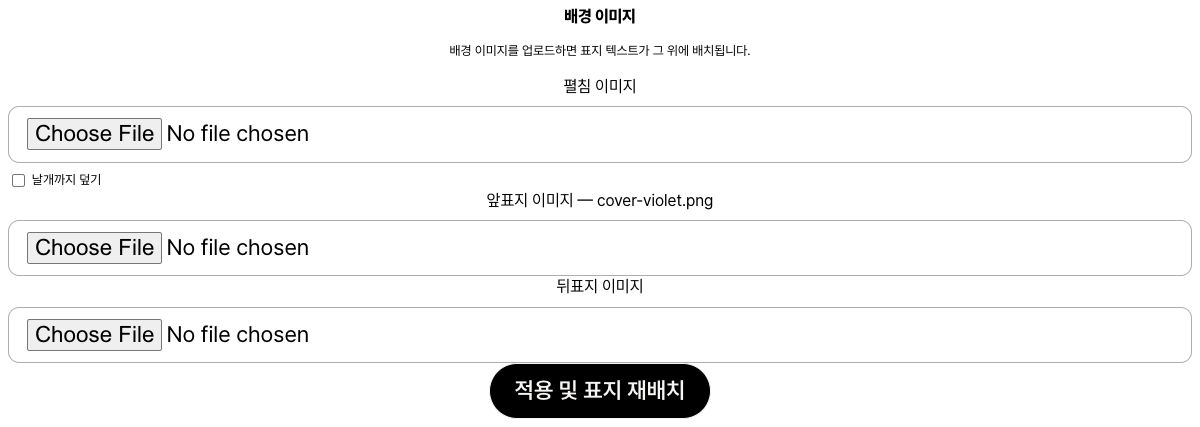 배경 이미지
배경 이미지를 업로드하면 표지 텍스트가 그 위에 배치됩니다.
펼침 이미지
Choose File No file chosen
날개까지 덮기
앞표지 이미지 — cover-violet.png
Choose File No file chosen
뒤표지 이미지
Choose File No file chosen
적용 및 표지 재배치